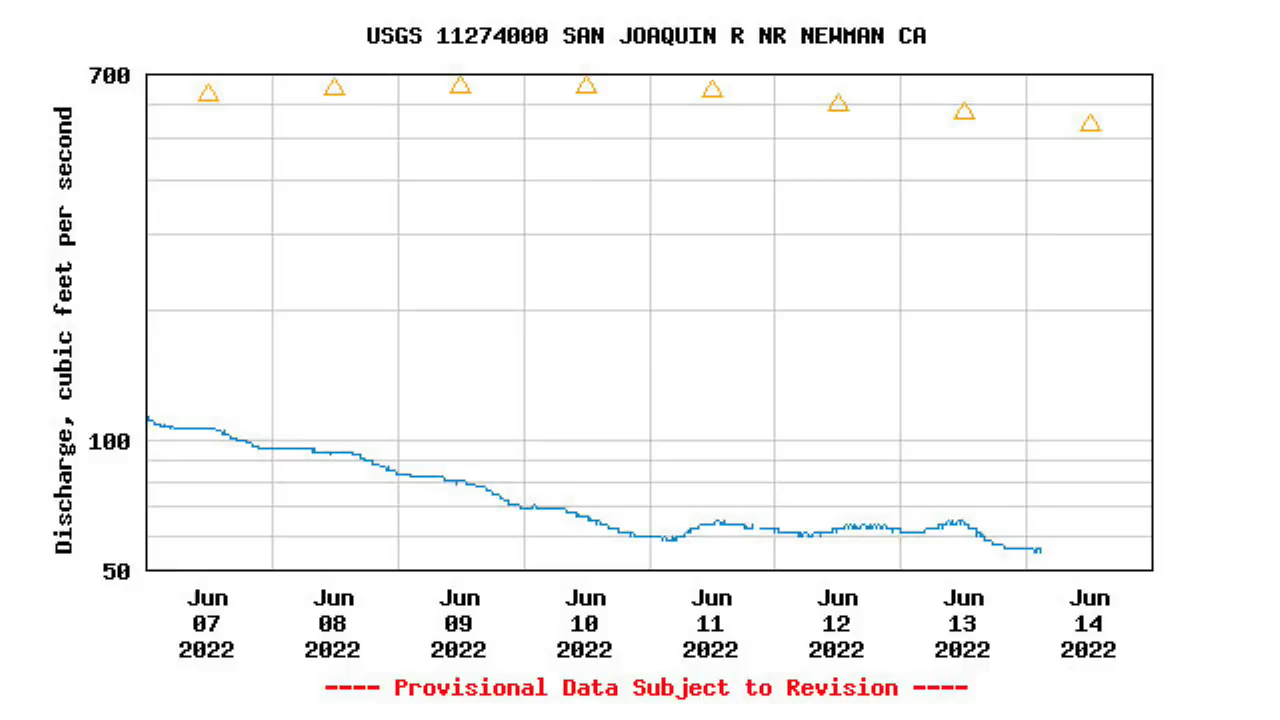 USGS 11274000 SAN JOAQUIN R NR NEWMAN CA
Discharge, cubic feet per second
700
100
50
Jun Jun Jun Jun Jun Jun Jun Jun
07 08 09 10 11 12 13 14
2022 2022 2022 2022 2022 2022 2022 2022
---- Provisional Data Subject to Revision ----